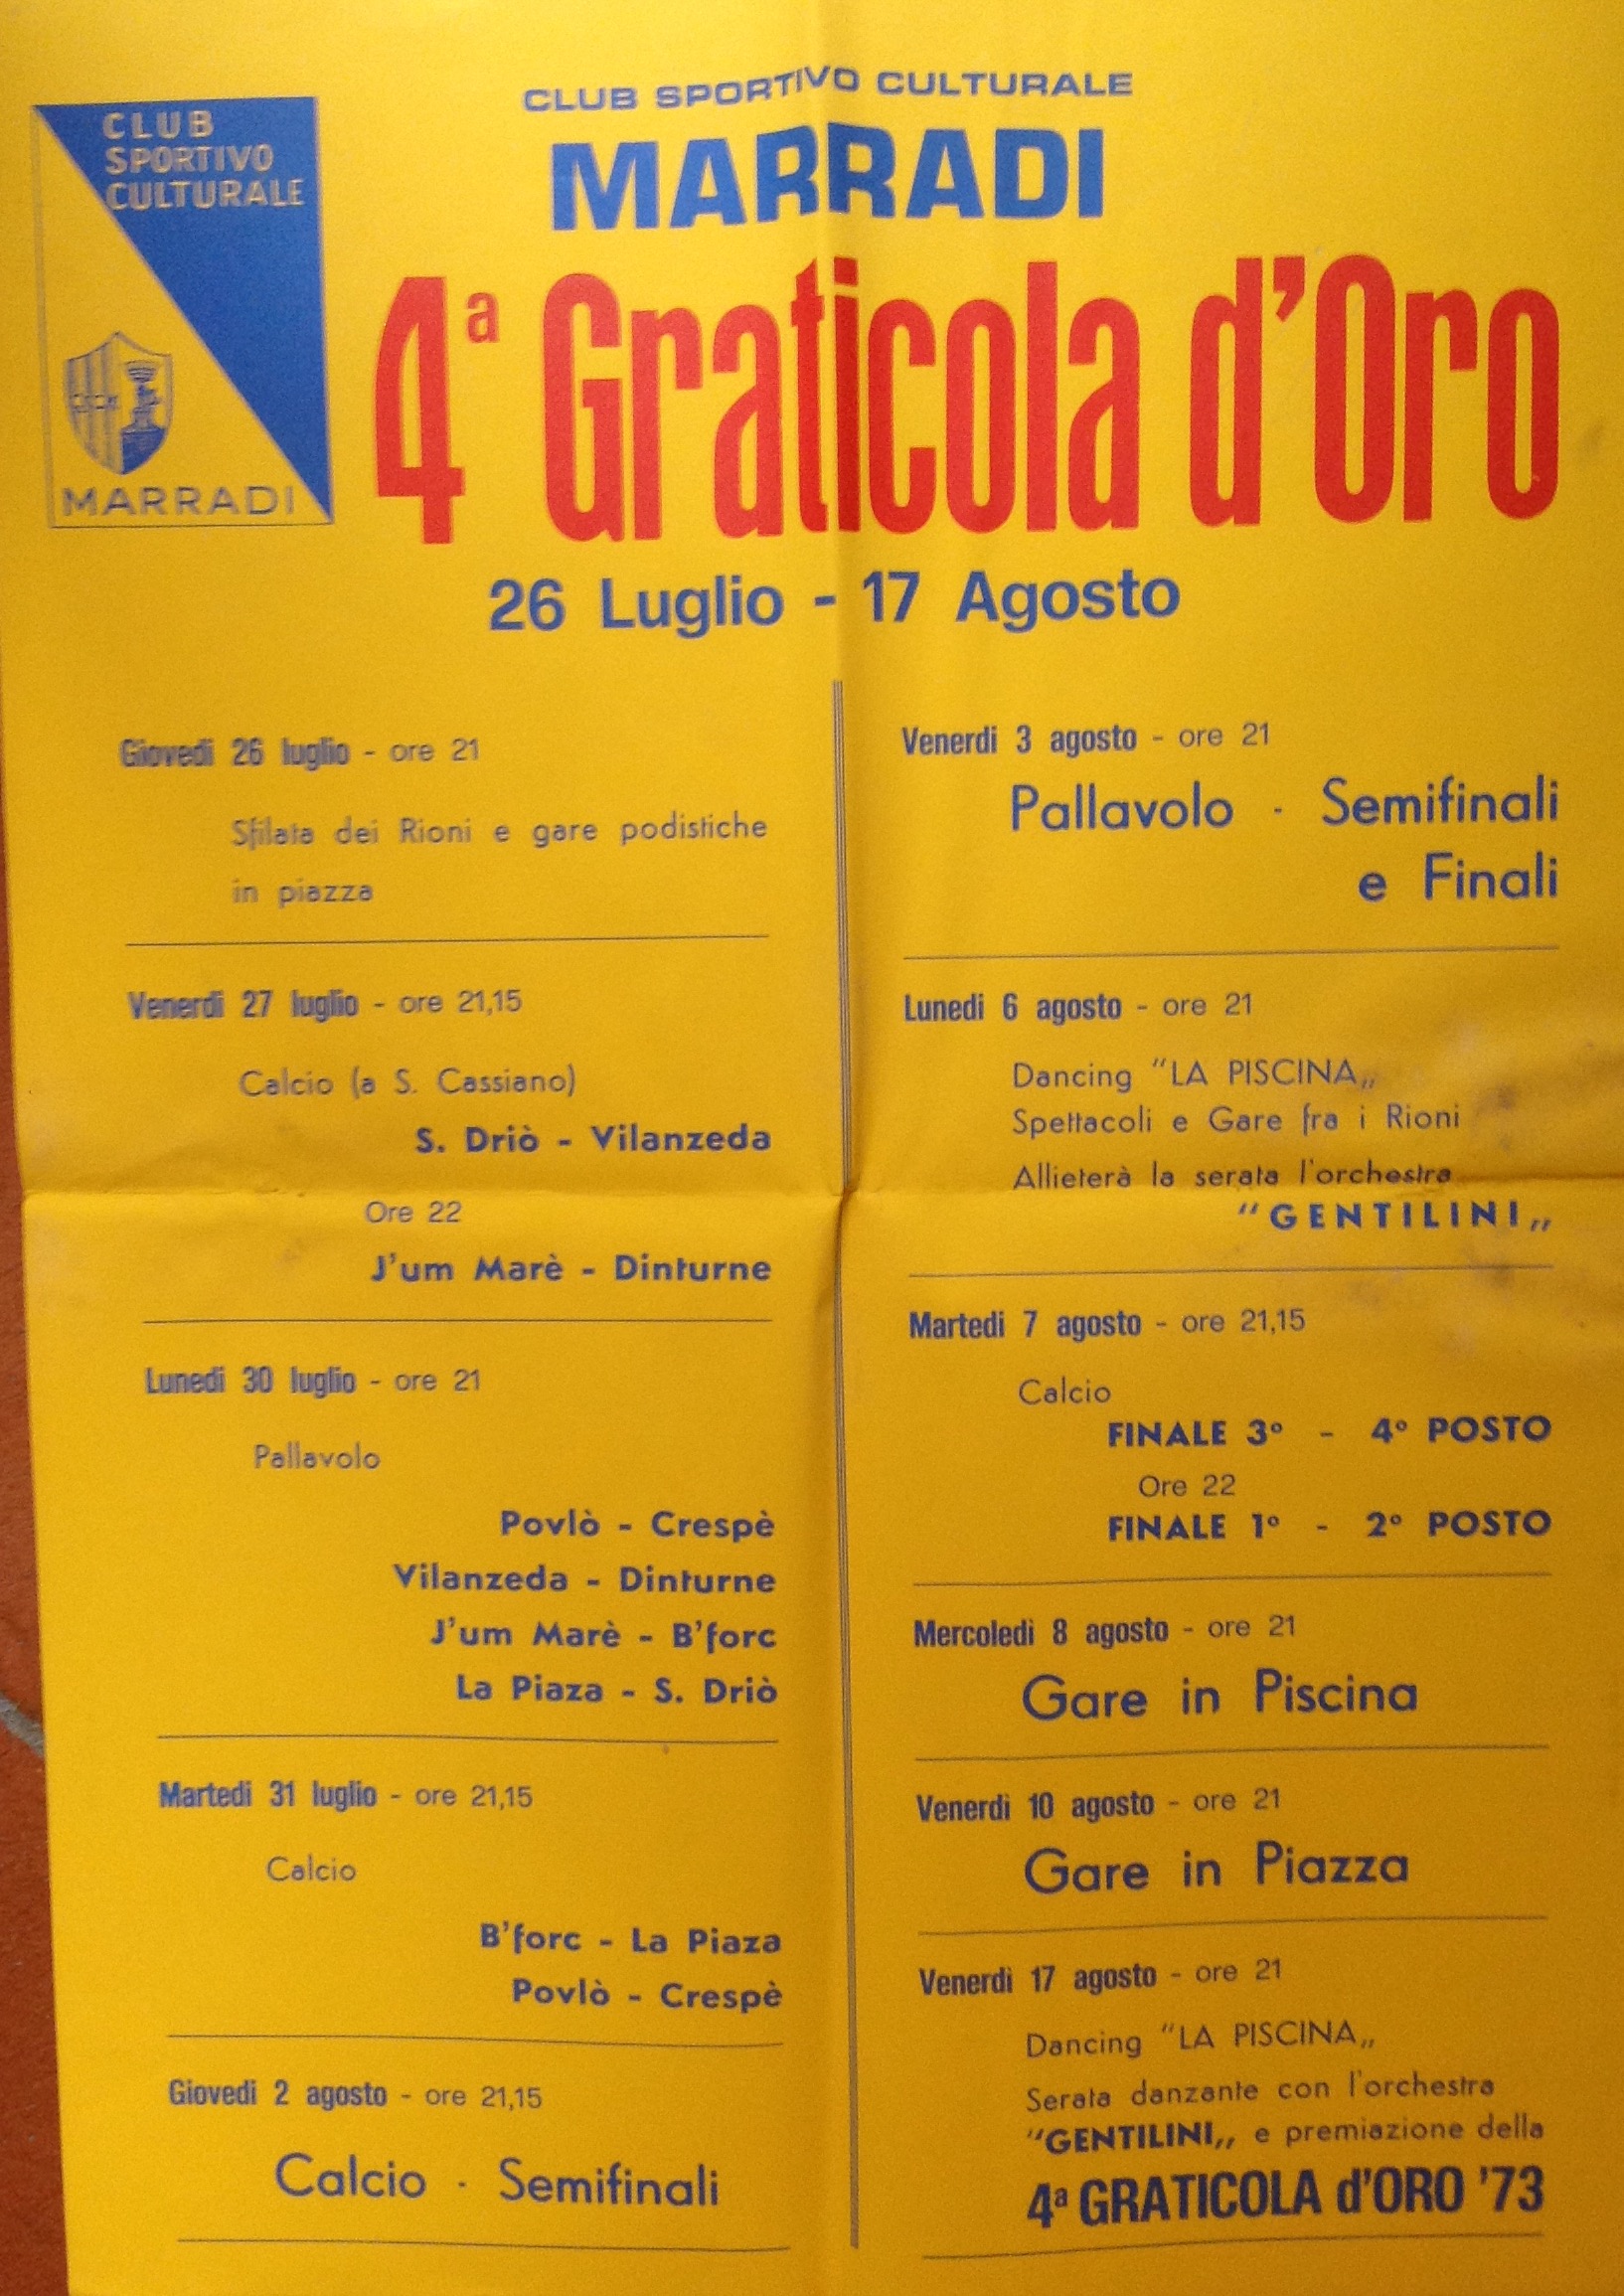 CLUB
SPORTIVO
CULTURALE
MARRADI
CLUB SPORTIVO CULTURALE
MARRADI
4ª Graticola d'Oro
26 Luglio - 17 Agosto
Giovedì 26 luglio - ore 21
Sfilata dei Rioni e gare podistiche
in piazza
Venerdì 27 luglio - ore 21,15
Calcio (a S. Cassiano)
S. Driò - Vilanzeda
Ore 22
J'um Marè - Dinturne
Lunedì 30 luglio - ore 21
Pallavolo
Povlò - Crespè
Vilanzeda - Dinturne
J'um Marè - B'forc
La Piaza - S. Driò
Martedì 31 luglio - ore 21,15
Calcio
B'forc - La Piaza
Povlò - Crespè
Giovedì 2 agosto - ore 21,15
Calcio - Semifinali
Venerdì 3 agosto - ore 21
Pallavolo - Semifinali
e Finali
Lunedì 6 agosto - ore 21
Dancing "LA PISCINA„
Spettacoli e Gare fra i Rioni
Allieterà la serata l'orchestra
"GENTILINI„
Martedì 7 agosto - ore 21,15
Calcio
FINALE 3º - 4º POSTO
Ore 22
FINALE 1º - 2º POSTO
Mercoledì 8 agosto - ore 21
Gare in Piscina
Venerdì 10 agosto - ore 21
Gare in Piazza
Venerdì 17 agosto - ore 21
Dancing "LA PISCINA„
Serata danzante con l'orchestra
"GENTILINI„ e premiazione della
4ª GRATICOLA d'ORO '73